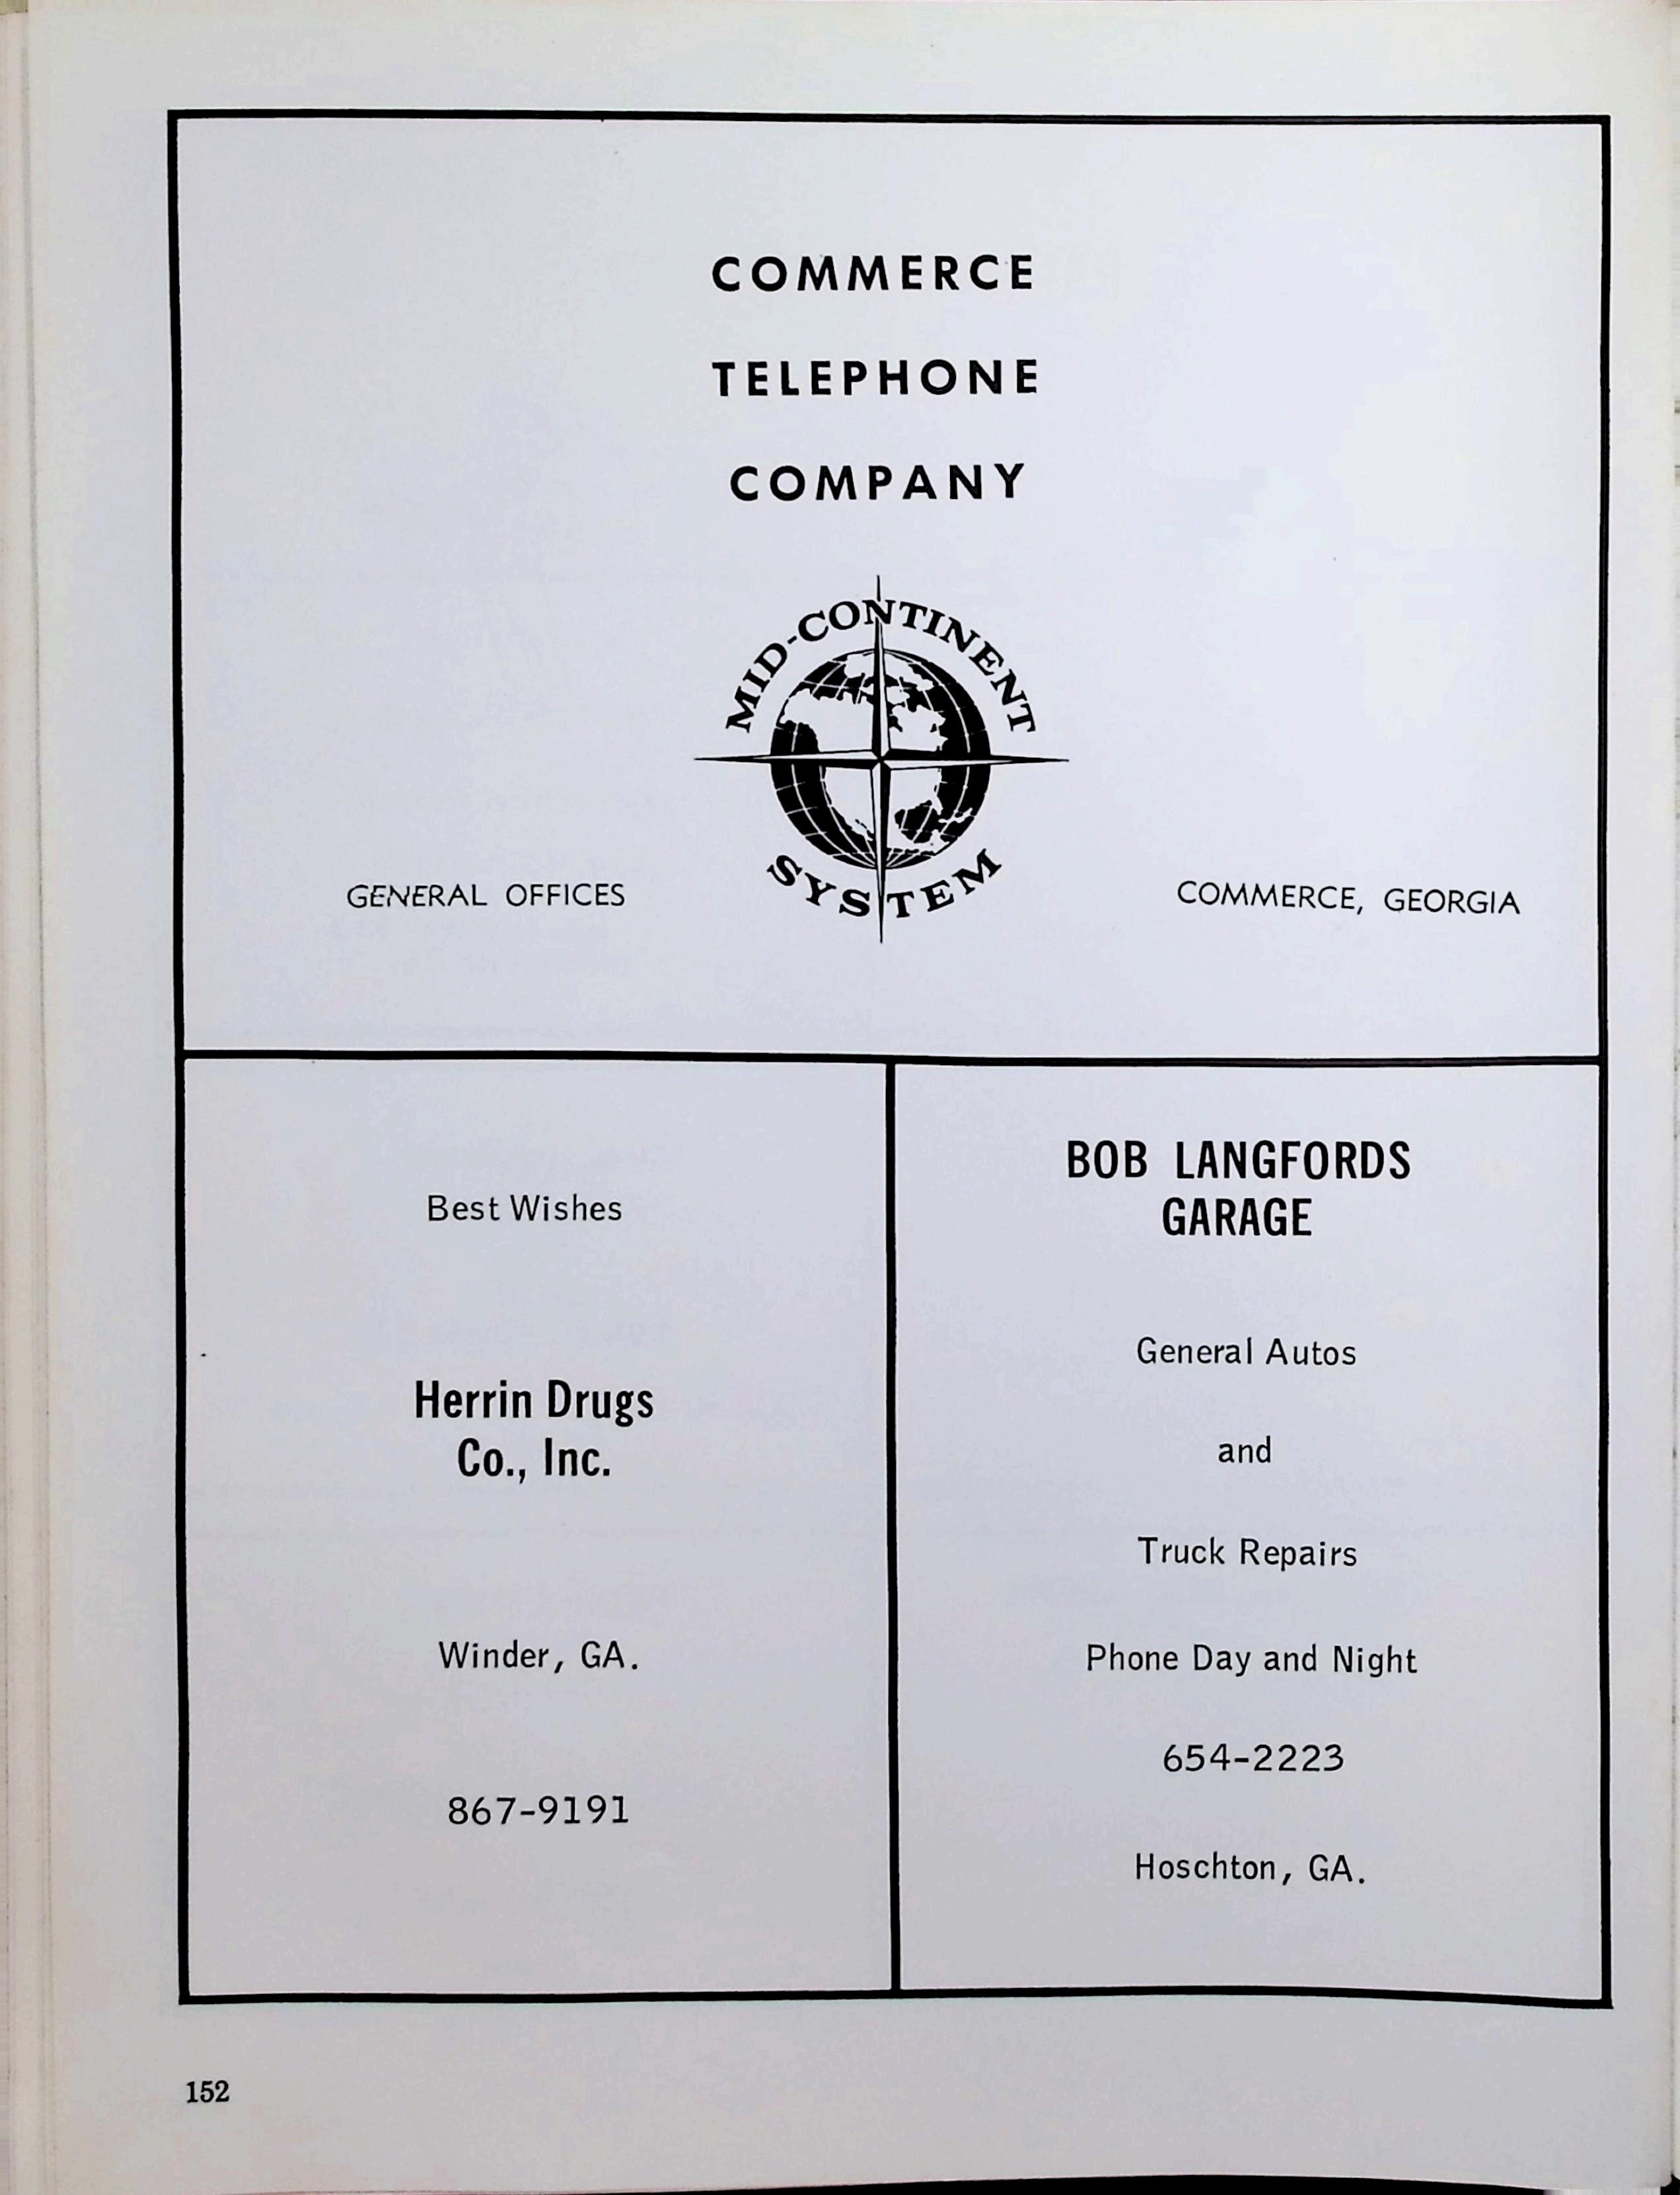 COMMERCE
TELEPHONE
COMPANY
MID-CONTINENT
SYSTEM
GENERAL OFFICES
COMMERCE, GEORGIA
Best Wishes
Herrin Drugs
Co., Inc.
Winder, GA.
867-9191
BOB LANGFORDS
GARAGE
General Autos
and
Truck Repairs
Phone Day and Night
654-2223
Hoschton, GA.
152